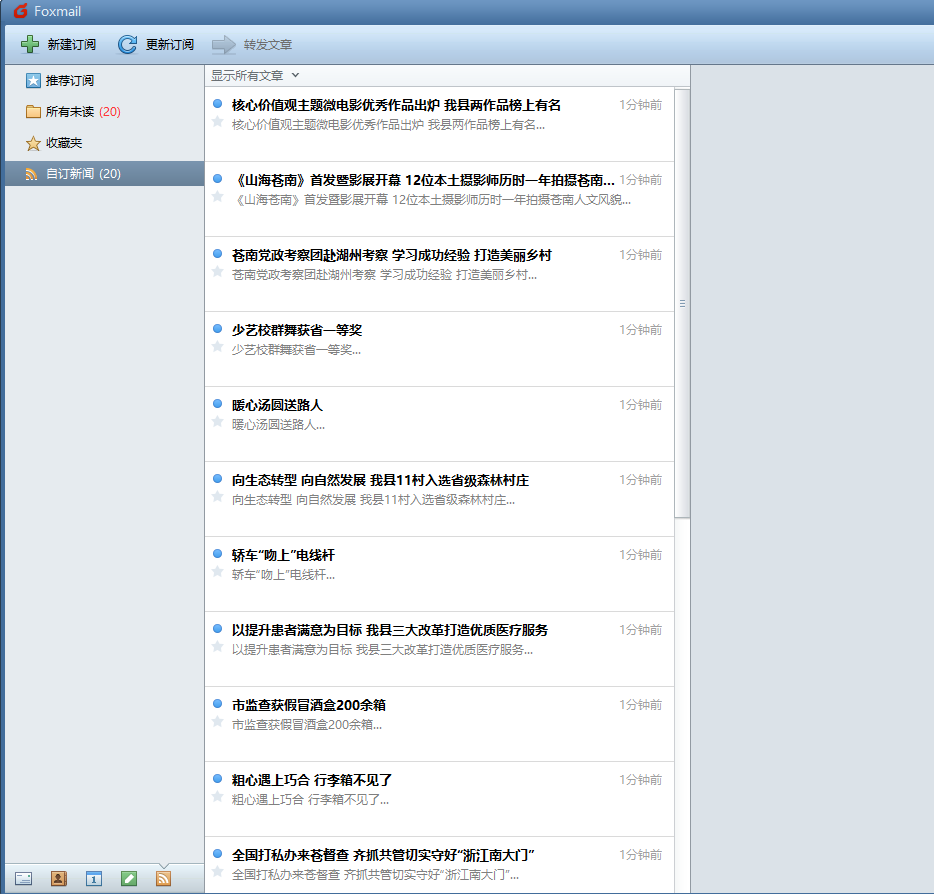 Foxmail
新建订阅 更新订阅 转发文章
推荐订阅
所有未读 (20)
收藏夹
自订新闻 (20)
显示所有文章
核心价值观主题微电影优秀作品出炉 我县两作品榜上有名 1分钟前
核心价值观主题微电影优秀作品出炉 我县两作品榜上有名...
《山海苍南》首发暨影展开幕 12位本土摄影师历时一年拍摄苍南... 1分钟前
《山海苍南》首发暨影展开幕 12位本土摄影师历时一年拍摄苍南人文风貌...
苍南党政考察团赴湖州考察 学习成功经验 打造美丽乡村 1分钟前
苍南党政考察团赴湖州考察 学习成功经验 打造美丽乡村...
少艺校群舞获省一等奖 1分钟前
少艺校群舞获省一等奖...
暖心汤圆送路人 1分钟前
暖心汤圆送路人...
向生态转型 向自然发展 我县11村入选省级森林村庄 1分钟前
向生态转型 向自然发展 我县11村入选省级森林村庄...
轿车“吻上”电线杆 1分钟前
轿车“吻上”电线杆...
以提升患者满意为目标 我县三大改革打造优质医疗服务 1分钟前
以提升患者满意为目标 我县三大改革打造优质医疗服务...
市监查获假冒酒盒200余箱 1分钟前
市监查获假冒酒盒200余箱...
粗心遇上巧合 行李箱不见了 1分钟前
粗心遇上巧合 行李箱不见了...
全国打私办来苍督查 齐抓共管切实守好“浙江南大门” 1分钟前
全国打私办来苍督查 齐抓共管切实守好“浙江南大门”...
1